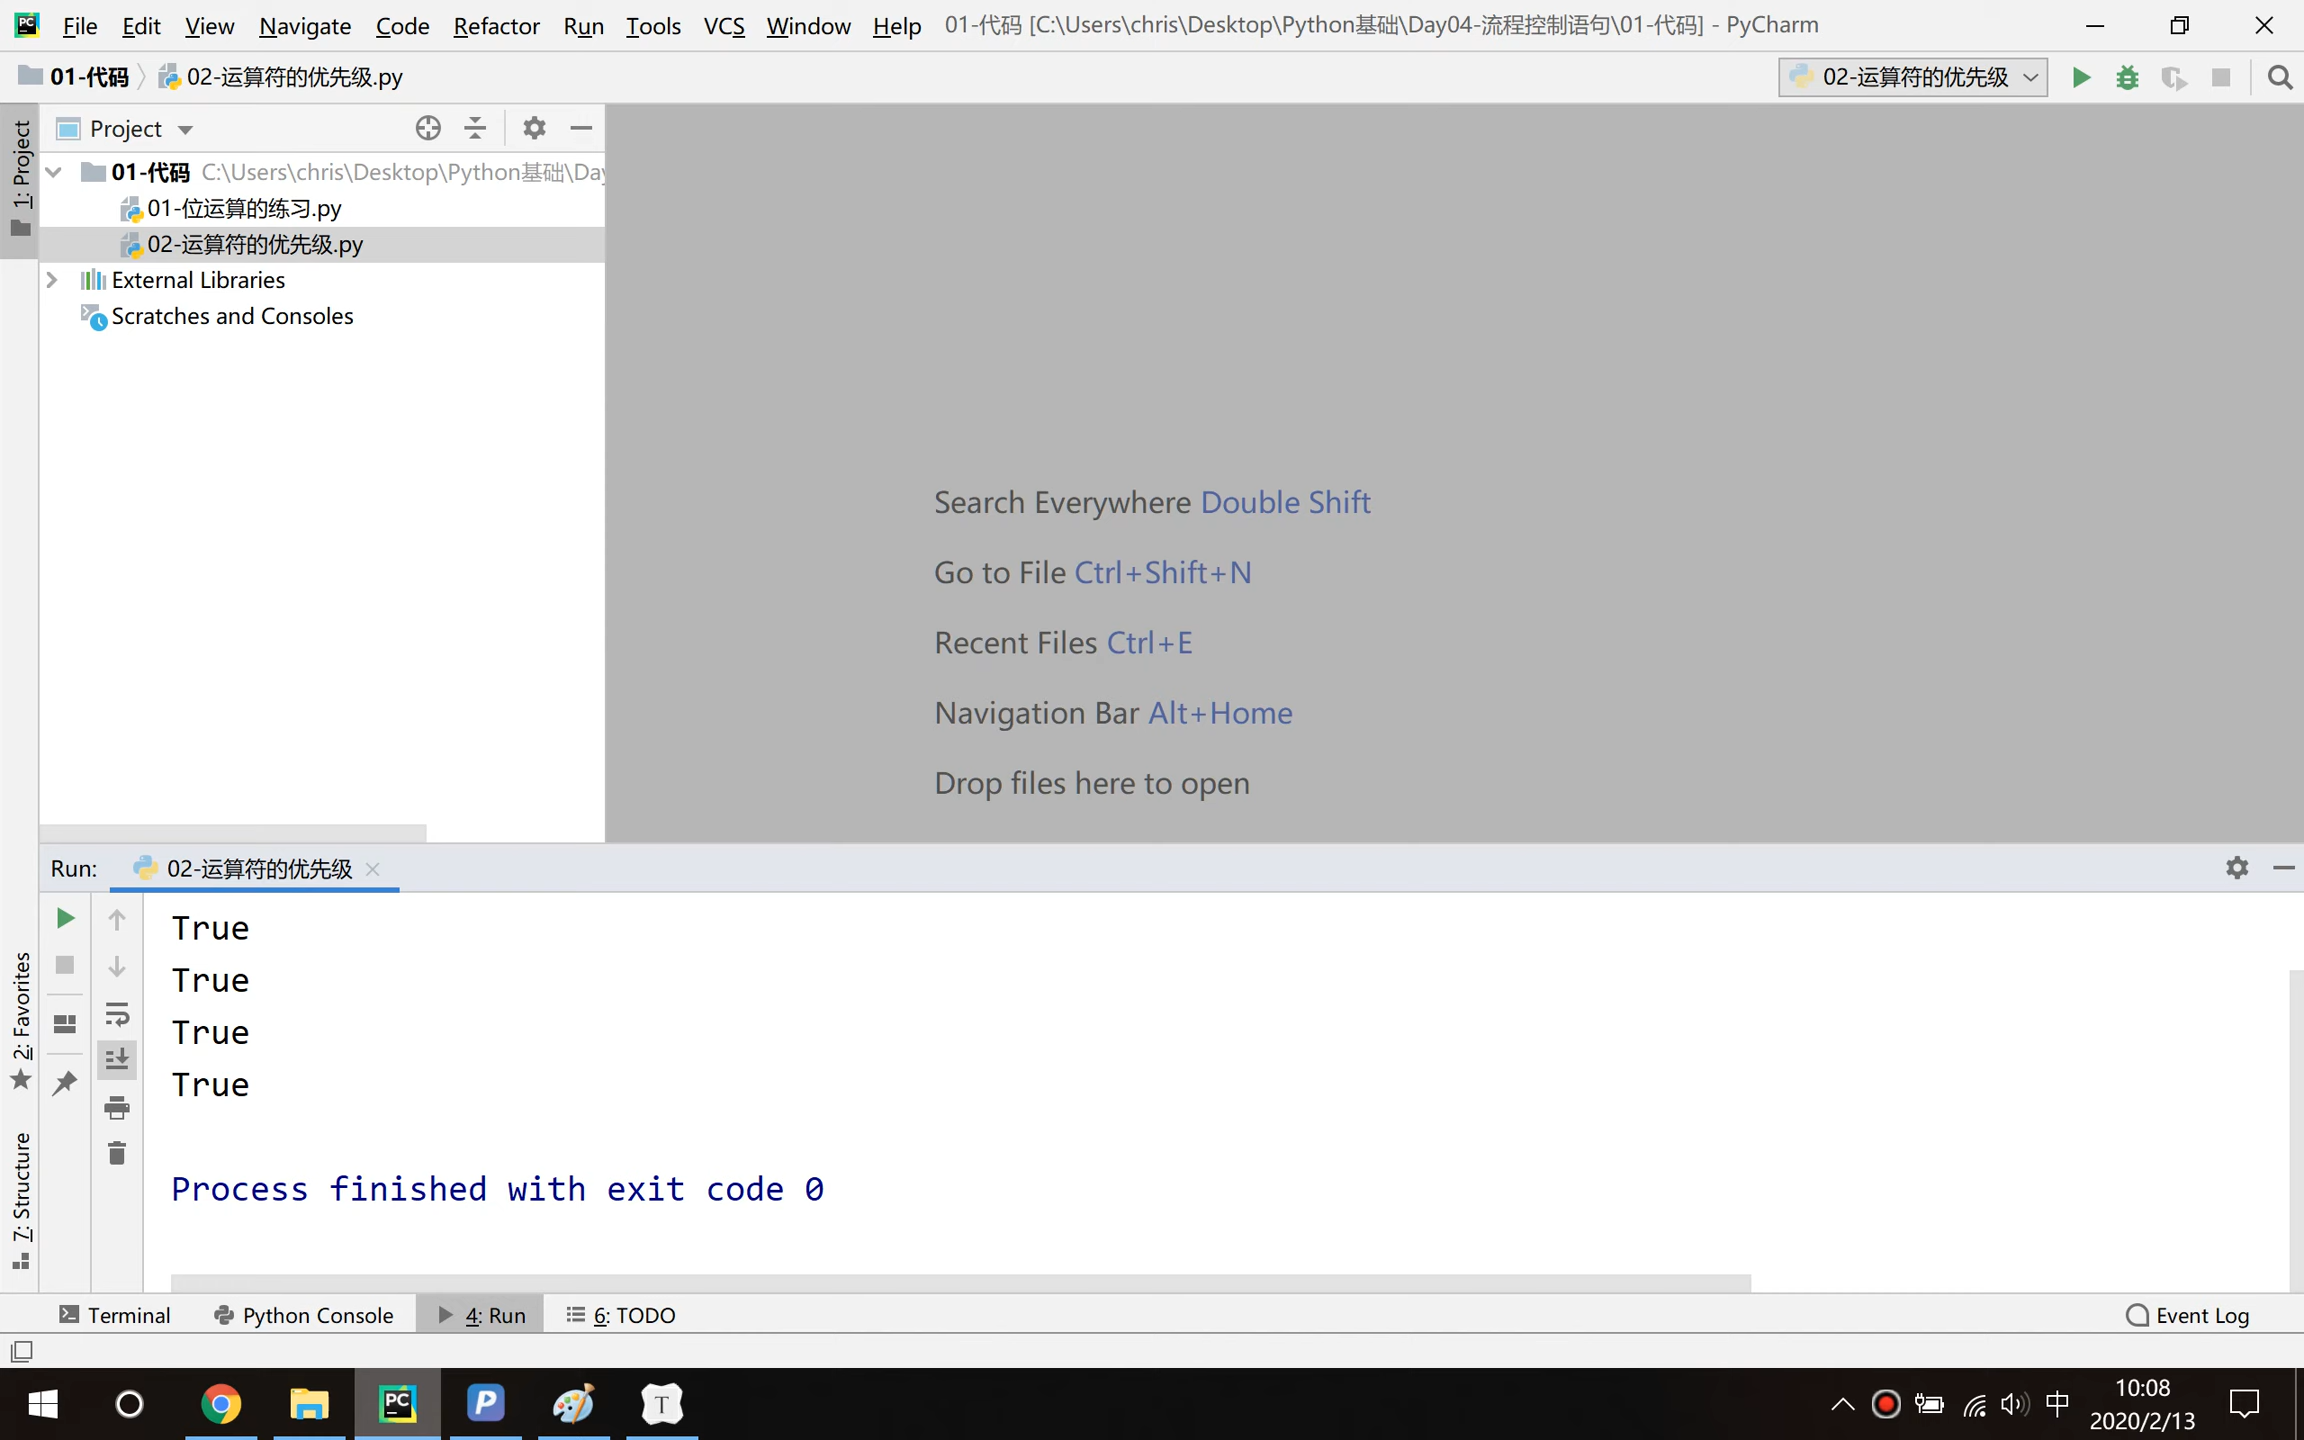 File Edit View Navigate Code Refactor Run Tools VCS Window Help 01-代码 [C:\Users\chris\Desktop\Python基础\Day04-流程控制语句\01-代码] - PyCharm
01-代码 02-运算符的优先级.py 02-运算符的优先级
1: Project
Project
01-代码 C:\Users\chris\Desktop\Python基础\Day
01-位运算的练习.py
02-运算符的优先级.py
External Libraries
Scratches and Consoles
Search Everywhere Double Shift
Go to File Ctrl+Shift+N
Recent Files Ctrl+E
Navigation Bar Alt+Home
Drop files here to open
Run: 02-运算符的优先级
True
True
True
True
Process finished with exit code 0
2: Favorites
7: Structure
Terminal Python Console 4: Run 6: TODO Event Log
PC P T 中 10:08
2020/2/13